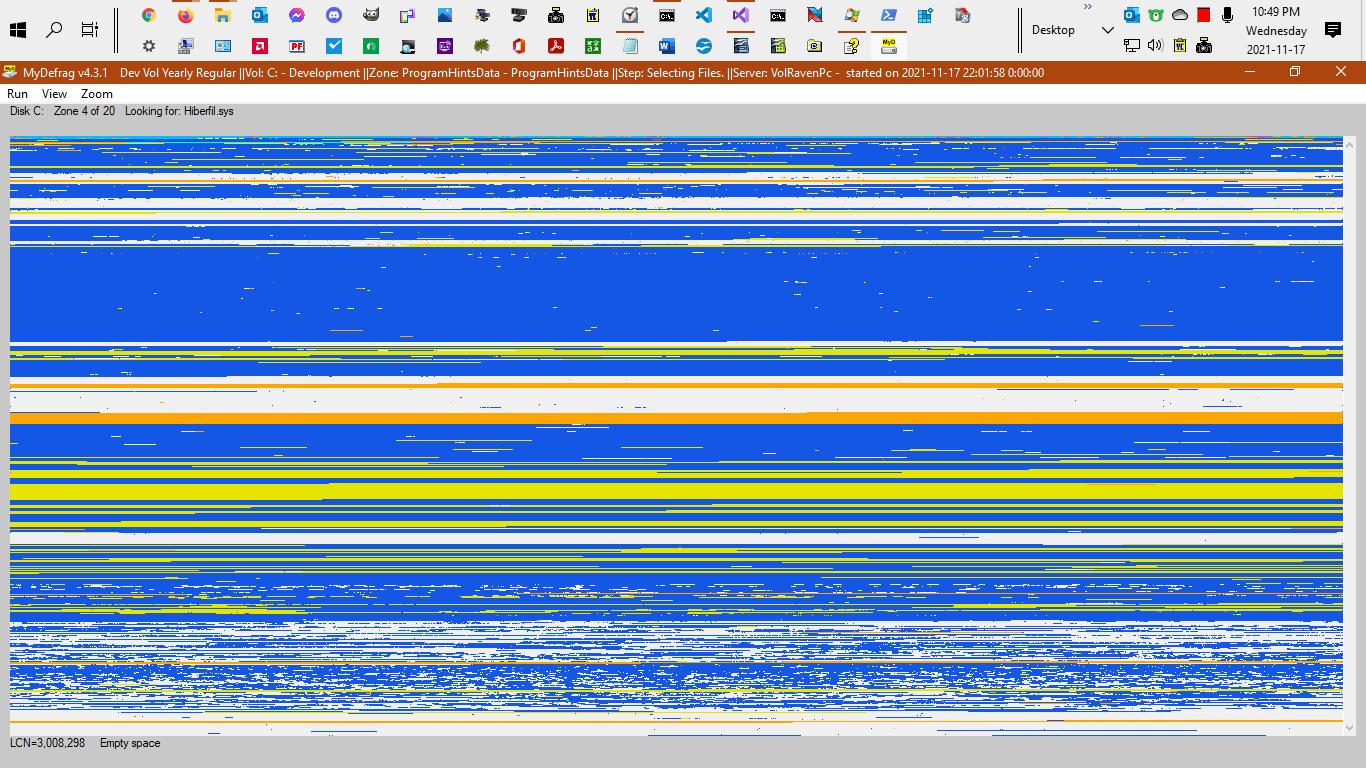 10:49 PM
Desktop
Wednesday
2021-11-17
MyDefrag v4.3.1    Dev Vol Yearly Regular ||Vol: C: - Development ||Zone: ProgramHintsData - ProgramHintsData ||Step: Selecting Files. ||Server: VolRavenPc -  started on 2021-11-17 22:01:58 0:00:00
Run View Zoom
Disk C:   Zone 4 of 20   Looking for: Hiberfil.sys
LCN=3,008,298    Empty space